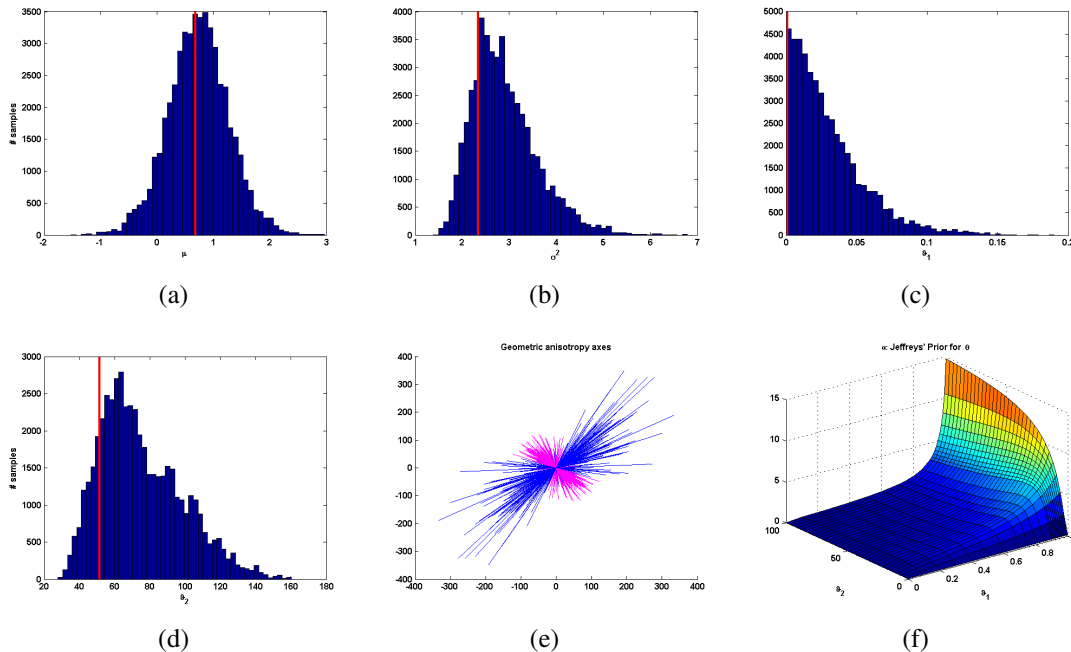 3500
3000
2500
2000
1500
1000
500
0
# samples
-2 -1 0 1 2 3
μ
(a)
4000
3500
3000
2500
2000
1500
1000
500
0
1 2 3 4 5 6 7
σ²
(b)
5000
4500
4000
3500
3000
2500
2000
1500
1000
500
0
0 0.05 0.1 0.15 0.2
ϑ₁
(c)
3000
2500
2000
1500
1000
500
0
# samples
20 40 60 80 100 120 140 160 180
ϑ₂
(d)
Geometric anisotropy axes
400
300
200
100
0
-100
-200
-300
-400
-400 -300 -200 -100 0 100 200 300 400
(e)
∝ Jeffreys' Prior for θ
15
10
5
0
100
50
0
ϑ₂
0 0.2 0.4 0.6 0.8
ϑ₁
(f)